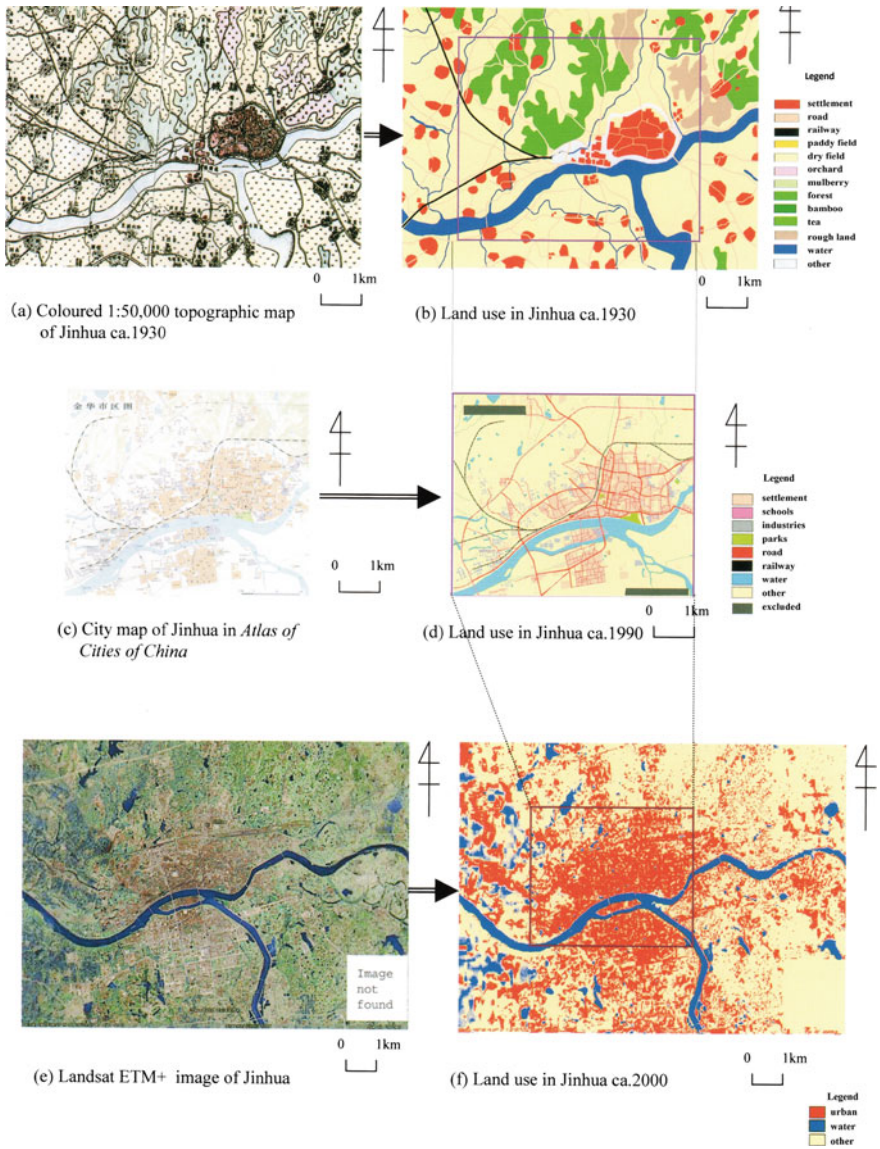 Legend
settlement
road
railway
paddy field
dry field
orchard
mulberry
forest
bamboo
tea
rough land
water
other
0 1km
0 1km
(a) Coloured 1:50,000 topographic map
of Jinhua ca.1930
(b) Land use in Jinhua ca.1930
金华市区图
Legend
settlement
schools
industries
parks
road
railway
water
other
excluded
0 1km
0 1km
(c) City map of Jinhua in Atlas of
Cities of China
(d) Land use in Jinhua ca.1990
Image
not
found
0 1km
0 1km
(e) Landsat ETM+ image of Jinhua
(f) Land use in Jinhua ca.2000
Legend
urban
water
other